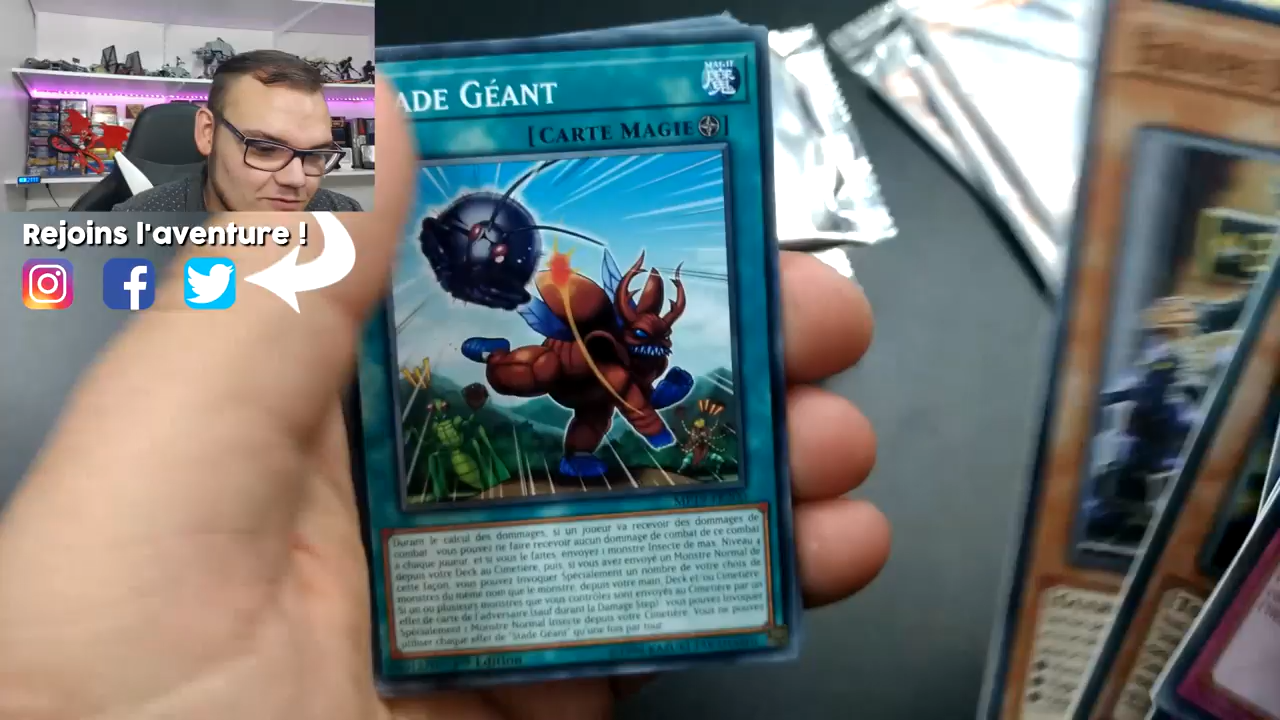 Rejoins l'aventure !
ADE GÉANT
MAGIE
[CARTE MAGIE]
Durant le calcul des dommages, si un joueur va recevoir des dommages de
combat : vous pouvez ne faire recevoir aucun dommage de combat de ce combat
à chaque joueur, et si vous le faites, envoyez 1 monstre Insecte de max. Niveau 4
depuis votre Deck au Cimetière, puis, si vous avez envoyé un Monstre Normal de
cette façon, vous pouvez Invoquer Spécialement un nombre de votre choix de
monstres du même nom que le monstre, depuis votre main, Deck et/ou Cimetière.
Si un ou plusieurs monstres que vous contrôlez sont envoyés au Cimetière par un
effet de carte de l'adversaire (sauf durant la Damage Step) : vous pouvez Invoquer
Spécialement 1 Monstre Normal Insecte depuis votre Cimetière. Vous ne pouvez
utiliser chaque effet de "Stade Géant" qu'une fois par tour.
Edition